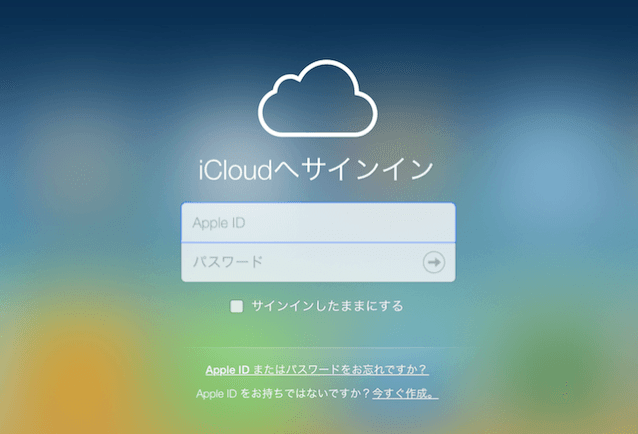 iCloudへサインイン
Apple ID
パスワード
サインインしたままにする
Apple ID またはパスワードをお忘れですか？
Apple ID をお持ちではないですか？今すぐ作成。